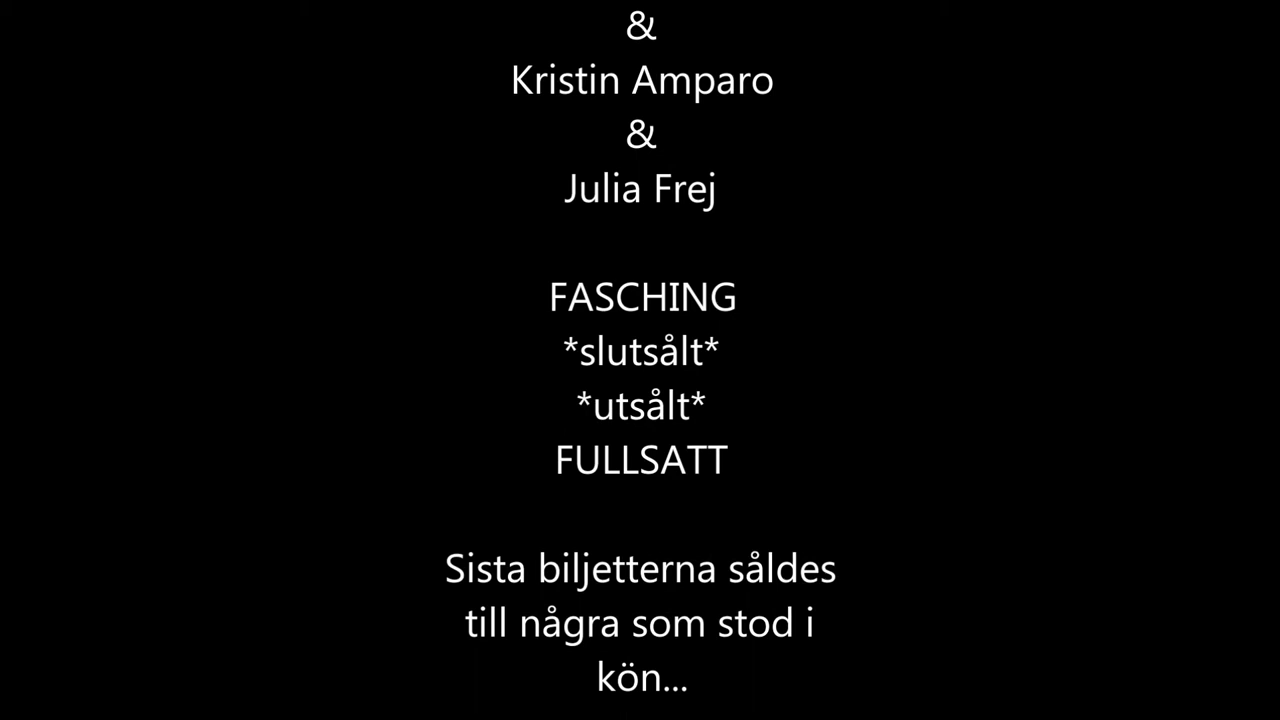 &
Kristin Amparo
&
Julia Frej
FASCHING
*slutsålt*
*utsålt*
FULLSATT
Sista biljetterna såldes
till några som stod i
kön...